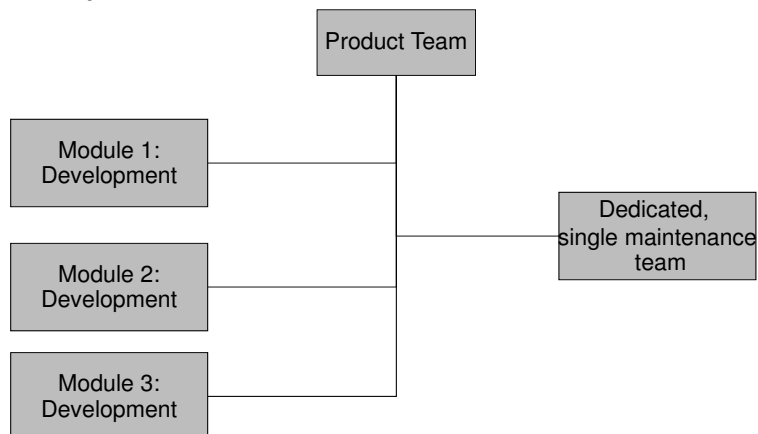 Product Team
Module 1:
Development
Dedicated,
single maintenance
team
Module 2:
Development
Module 3:
Development